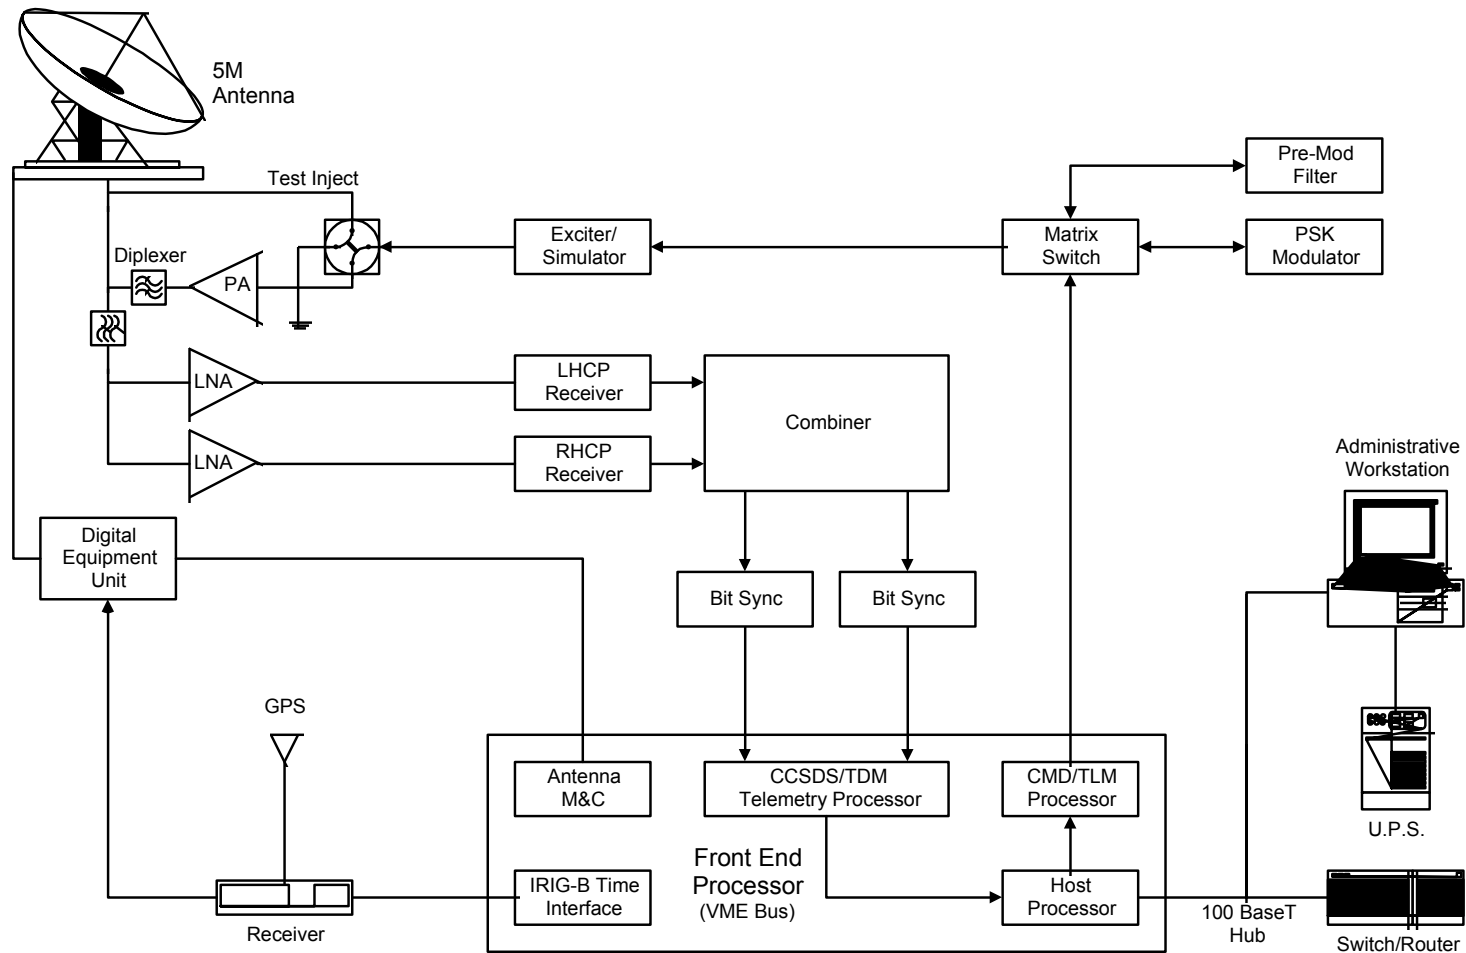 5M
Antenna
Test Inject
Diplexer
PA
Exciter/
Simulator
Matrix
Switch
Pre-Mod
Filter
PSK
Modulator
LNA
LHCP
Receiver
Combiner
LNA
RHCP
Receiver
Administrative
Workstation
Digital
Equipment
Unit
Bit Sync
Bit Sync
GPS
Antenna
M&C
CCSDS/TDM
Telemetry Processor
CMD/TLM
Processor
U.P.S.
Front End
Processor
(VME Bus)
IRIG-B Time
Interface
Host
Processor
Receiver
100 BaseT
Hub
Switch/Router